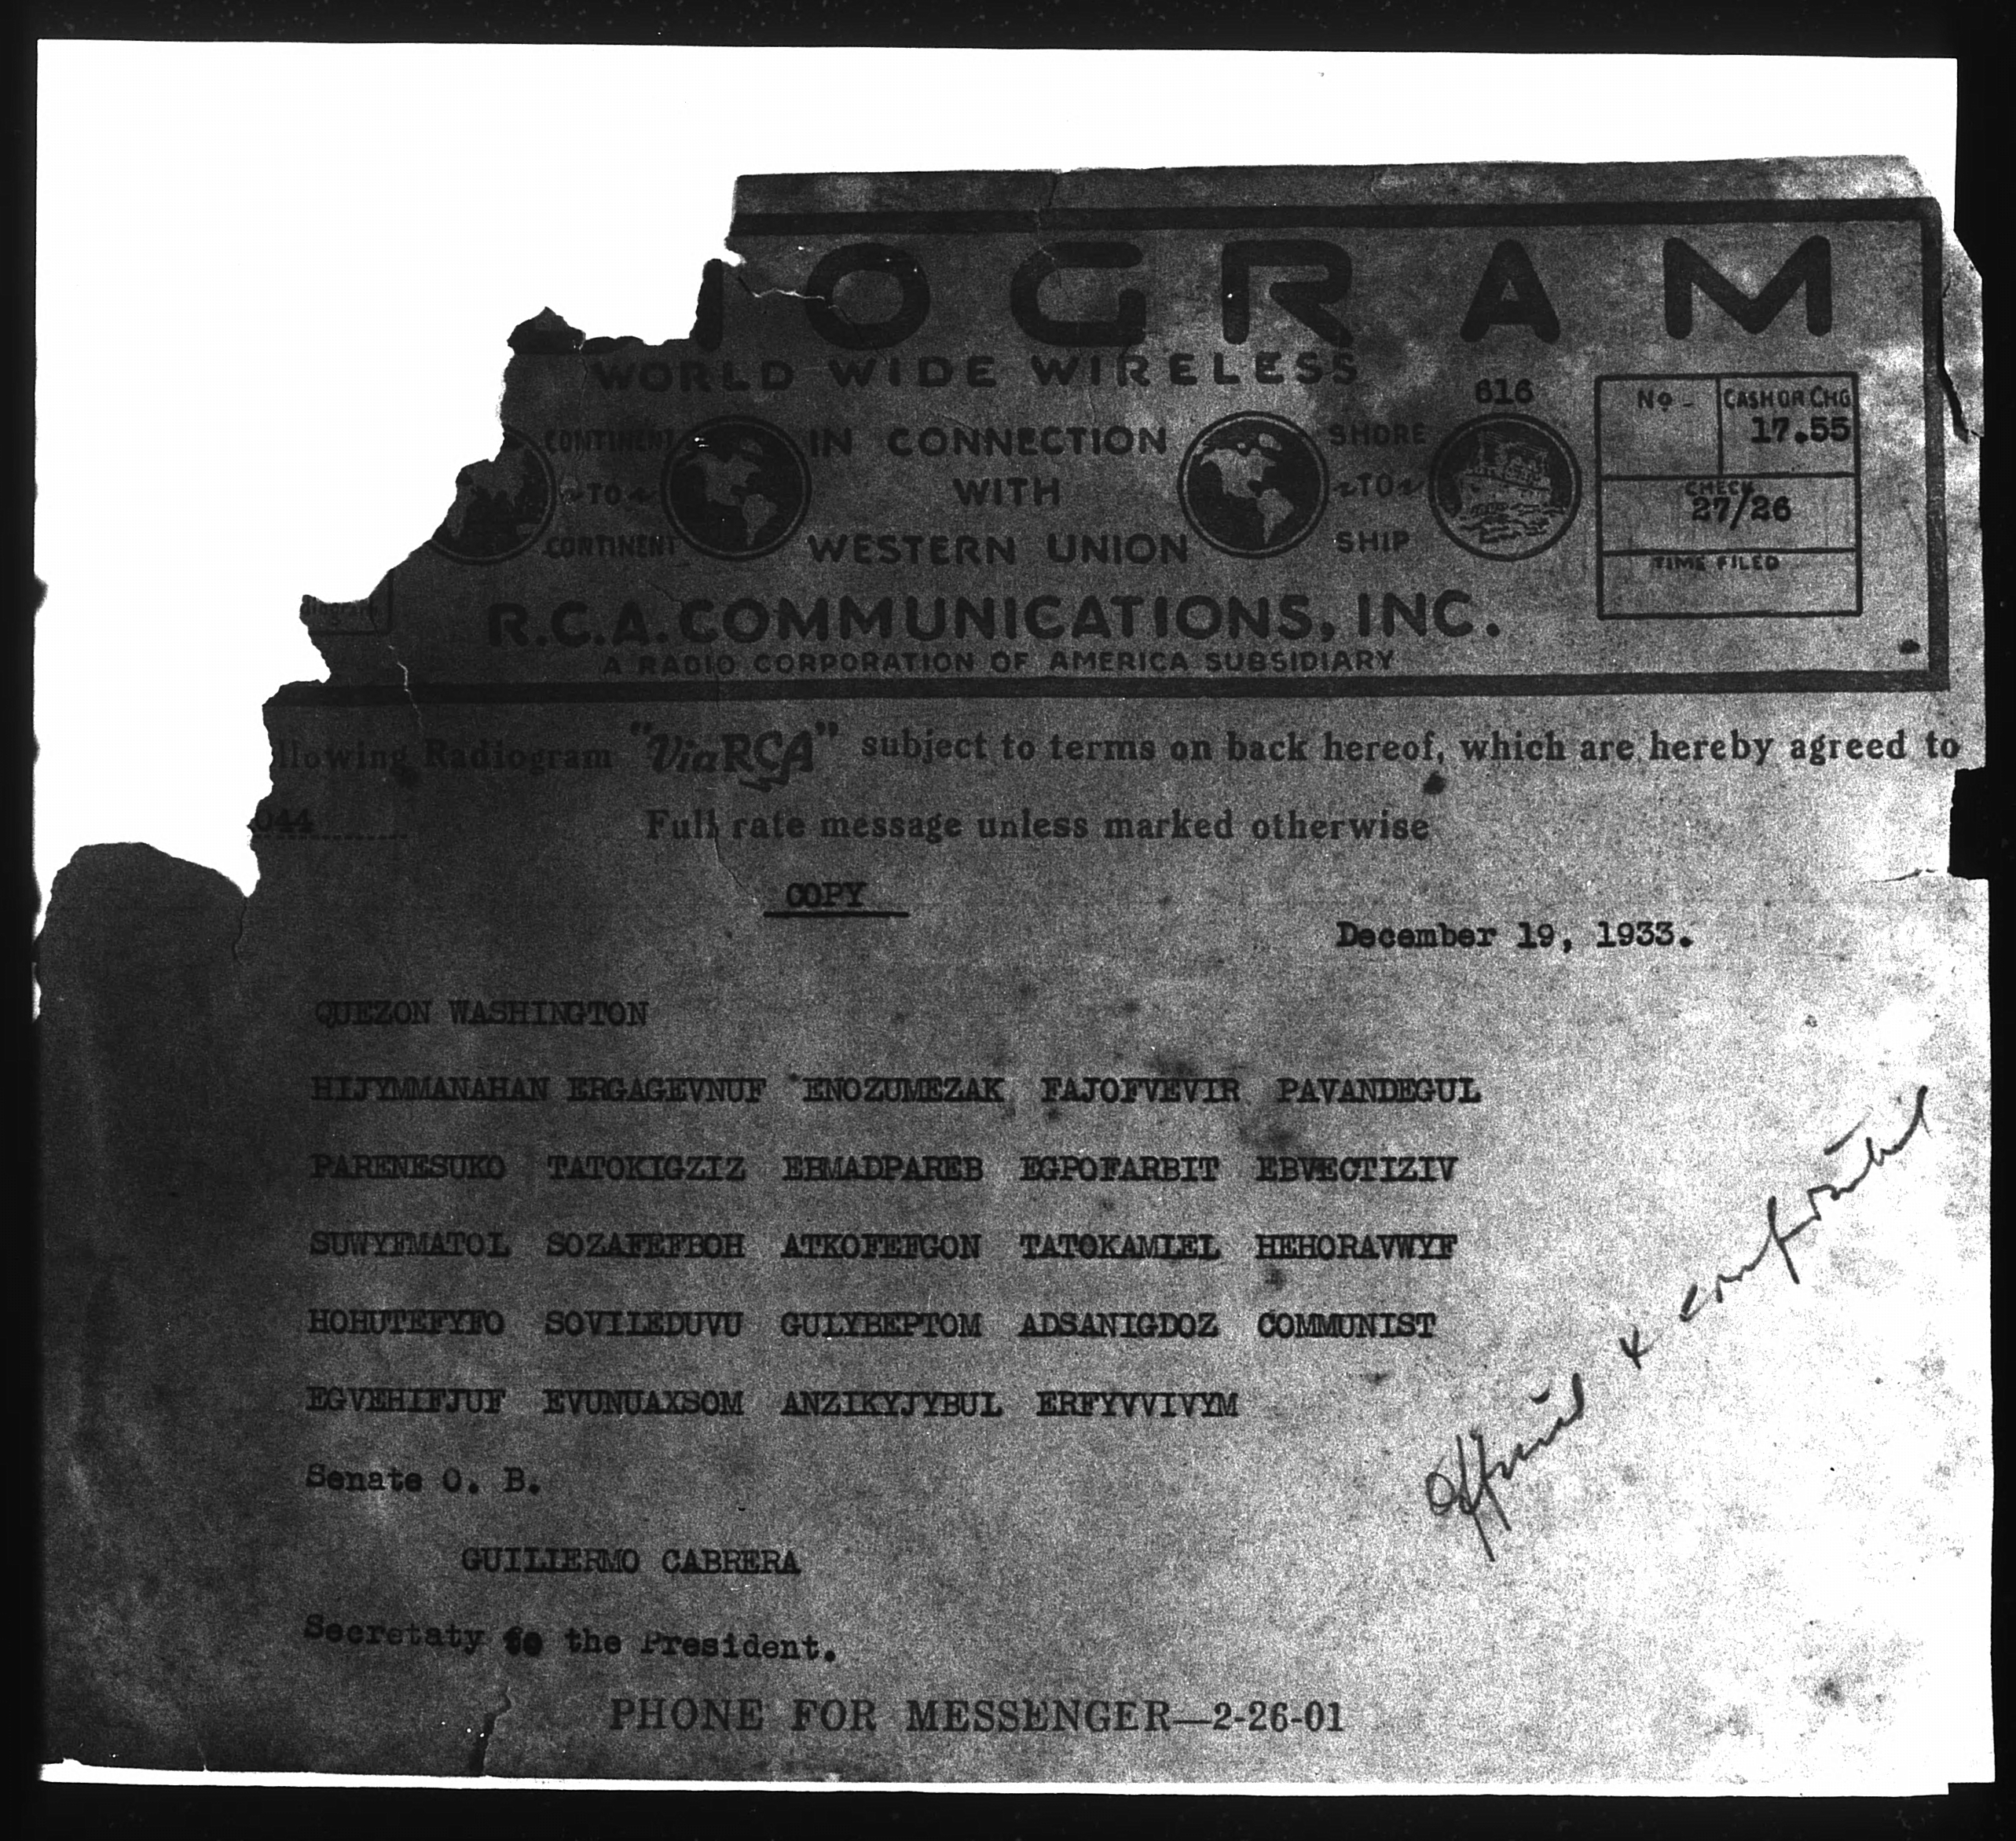 IOGRAM
WORLD WIDE WIRELESS
616
No - CASH OR CHG
17.55
CONTINENT IN CONNECTION SHORE
~TO~ WITH ~TO~
CHECK
27/26
CONTINENT WESTERN UNION SHIP
TIME FILED
R.C.A. COMMUNICATIONS, INC.
A RADIO CORPORATION OF AMERICA SUBSIDIARY
llowing Radiogram "Via RCA" subject to terms on back hereof, which are hereby agreed to
044 Full rate message unless marked otherwise
COPY
December 19, 1933.
QUEZON WASHINGTON
HIJYMMANAHAN ERGAGEVNUF ENOZUMEZAK FAJOFVEVIR PAVANDEGUL
PARENESUKO TATOKIGZIZ EHMADPAREB EGPOFARBIT EBVECTIZIV
SUWYFMATOL SOZAFEFBOH ATKOFEFGON TATOKAMLEL HEHORAVWYF
HOHUTEFYFO SOVILEDUVU GULYBEPTOM ADSANIGDOZ COMMUNIST
EGVEHIFJUF EVUNUAXSOM ANZIKYJYBUL ERFYVVIVYM
Senate O. B.
GUILIERMO CABRERA
Secretaty to the President.
Official & confidential
PHONE FOR MESSENGER—2-26-01